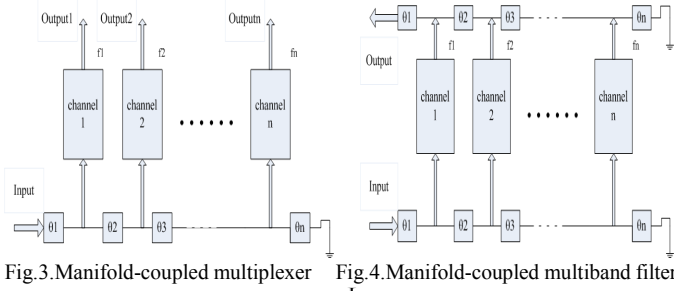 Output1 Output2 Outputn
f1 f2 fn
channel 1 channel 2 ...... channel n
Input
θ1 θ2 θ3 θn
Fig.3.Manifold-coupled multiplexer
θ1 θ2 θ3 θn
f1 f2 fn
Output
channel 1 channel 2 ...... channel n
Input
θ1 θ2 θ3 θn
Fig.4.Manifold-coupled multiband filter